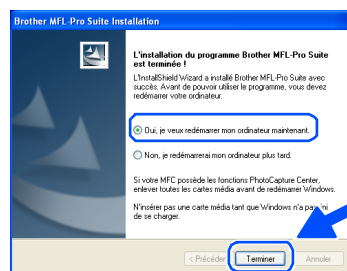 Brother MFL-Pro Suite Installation
L'installation du programme Brother MFL-Pro Suite
est terminée !
L'InstallShield Wizard a installé Brother MFL-Pro Suite avec
succès. Avant de pouvoir utiliser le programme, vous devez
redémarrer votre ordinateur.
Oui, je veux redémarrer mon ordinateur maintenant.
Non, je redémarrerai mon ordinateur plus tard.
Si votre MFC possède les fonctions PhotoCapture Center,
enlever toutes les cartes média avant de redémarrer Windows.
N'insérer pas une carte média tant que Windows n'a pas fini
de se charger.
< Précéden Terminer Annuler